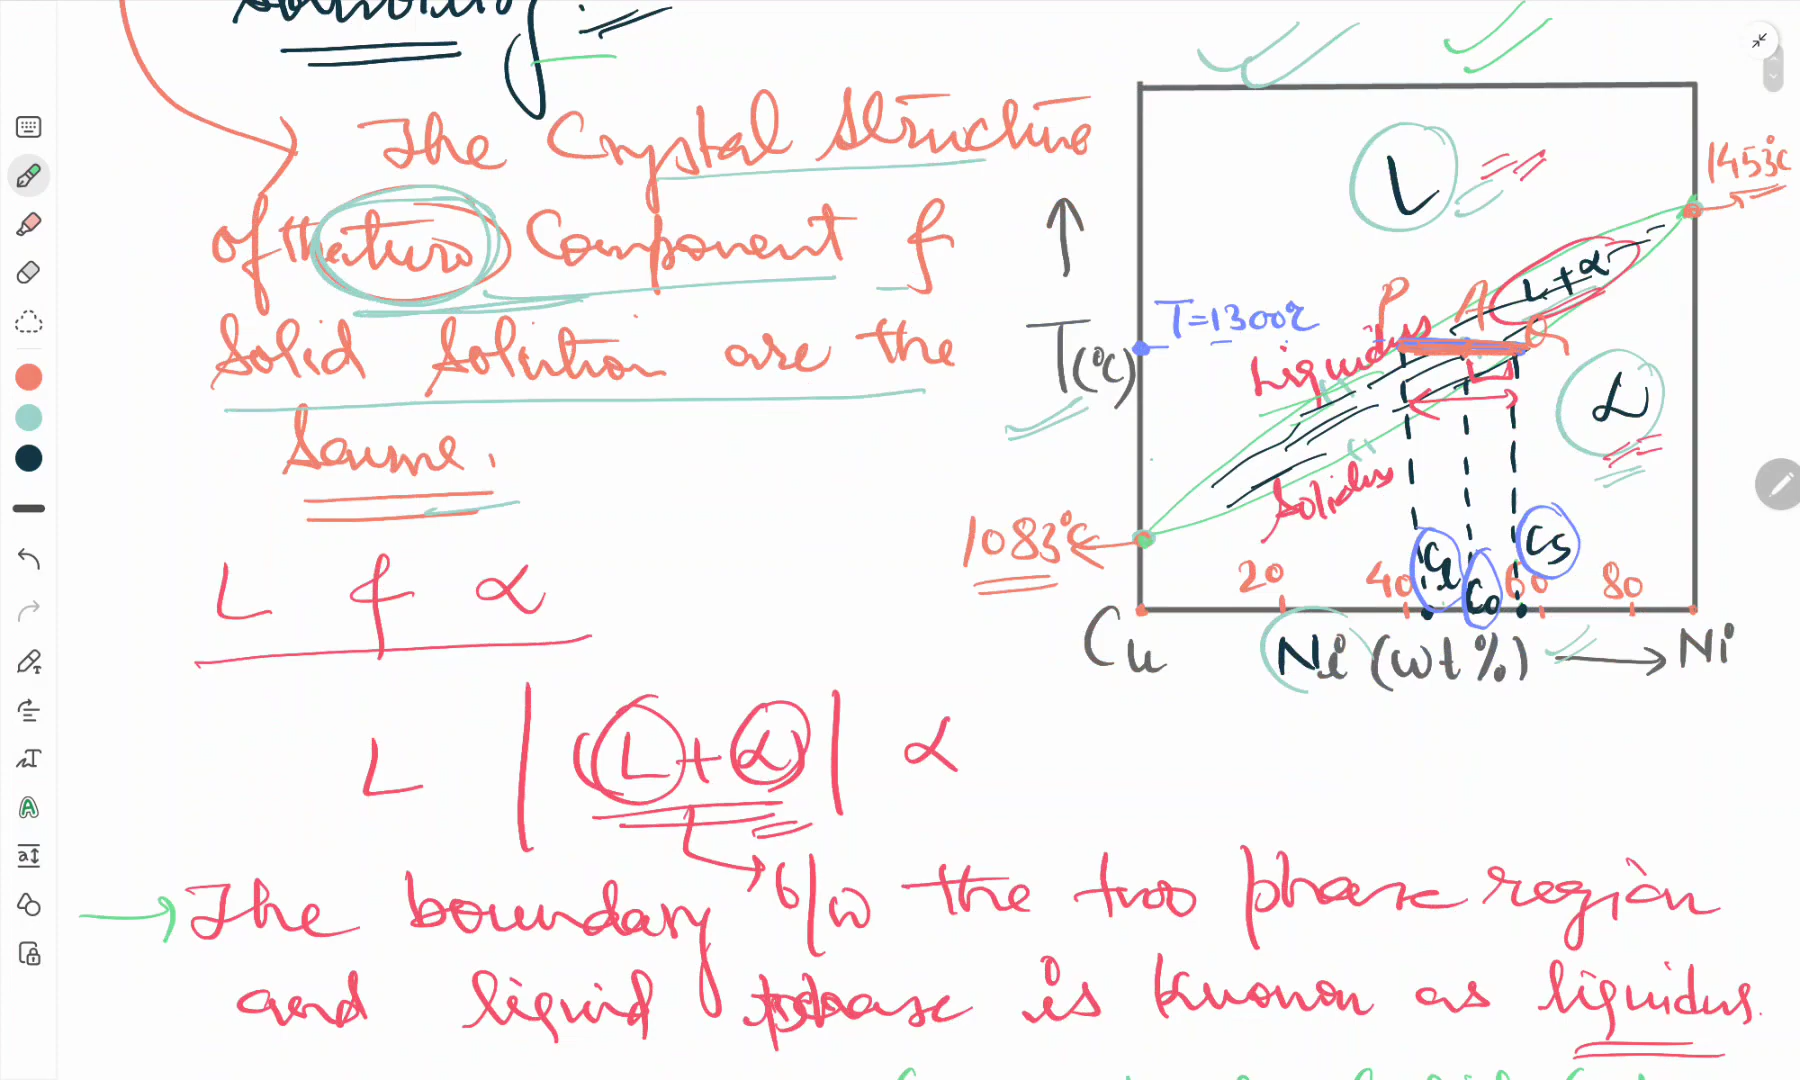 The Crystal Structure
of the two Component of
Solid Solution are the
Same.
L & α
L | (L+α) | α
→ The boundary b/w the two phase region
and liquid phase is known as liquidus.
L
1453°C
L+α
P A Q
T=1300°C
Liquidus
T(°C)
α
Solidus
1083°C
Cl Co Cs
20 40 60 80
Cu Ni (wt%) → Ni